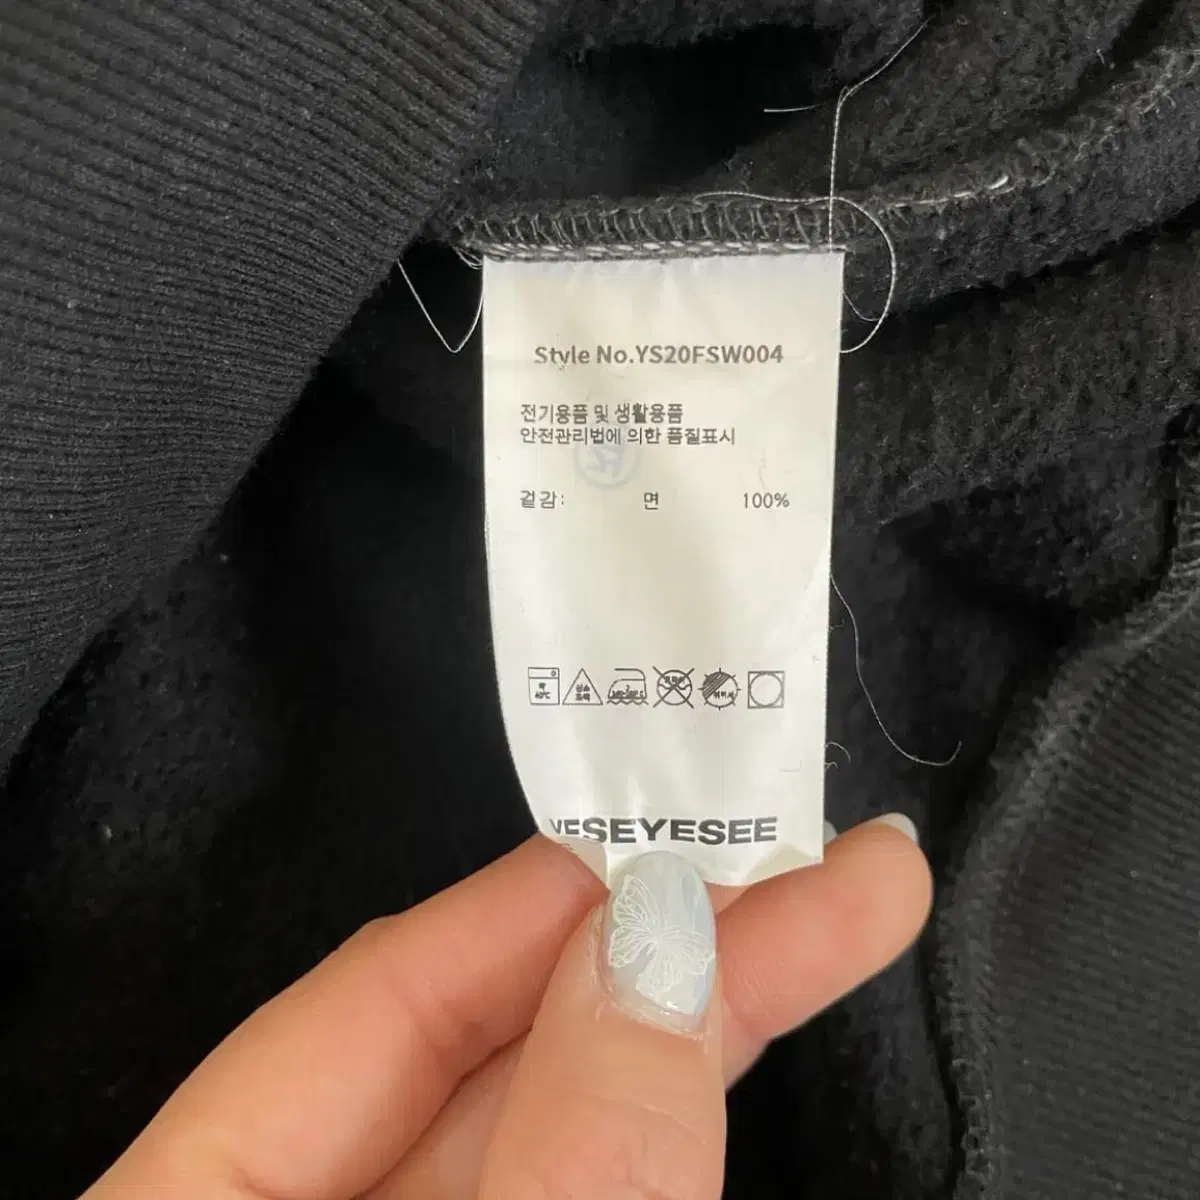 Style No.YS20FSW004
전기용품 및 생활용품
안전관리법에 의한 품질표시
겉감: 면 100%
YESEYESEE